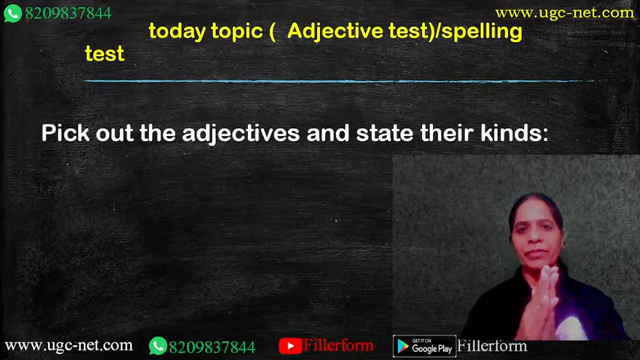 8209837844
www.ugc-net.com
today topic ( Adjective test)/spelling
test
Pick out the adjectives and state their kinds:
www.ugc-net.com
8209837844
Fillerform
GET IT ON
Google Play
Fillerform